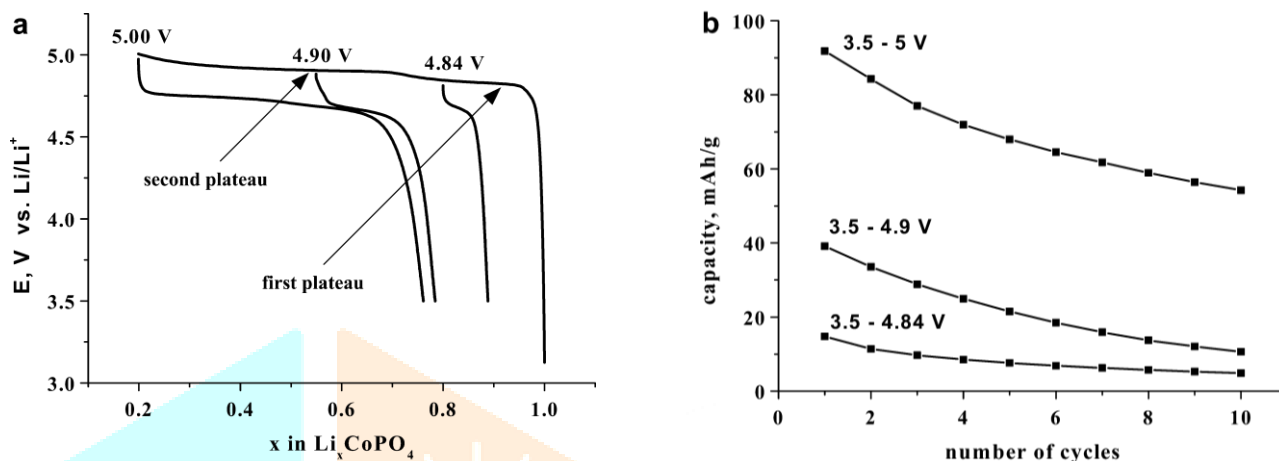 a
5.00 V
4.90 V
4.84 V
second plateau
first plateau
E, V vs. Li/Li⁺
5.0
4.5
4.0
3.5
3.0
0.2
0.4
0.6
0.8
1.0
x in LiₓCoPO₄
b
3.5 - 5 V
3.5 - 4.9 V
3.5 - 4.84 V
capacity, mAh/g
100
80
60
40
20
0
0
2
4
6
8
10
number of cycles